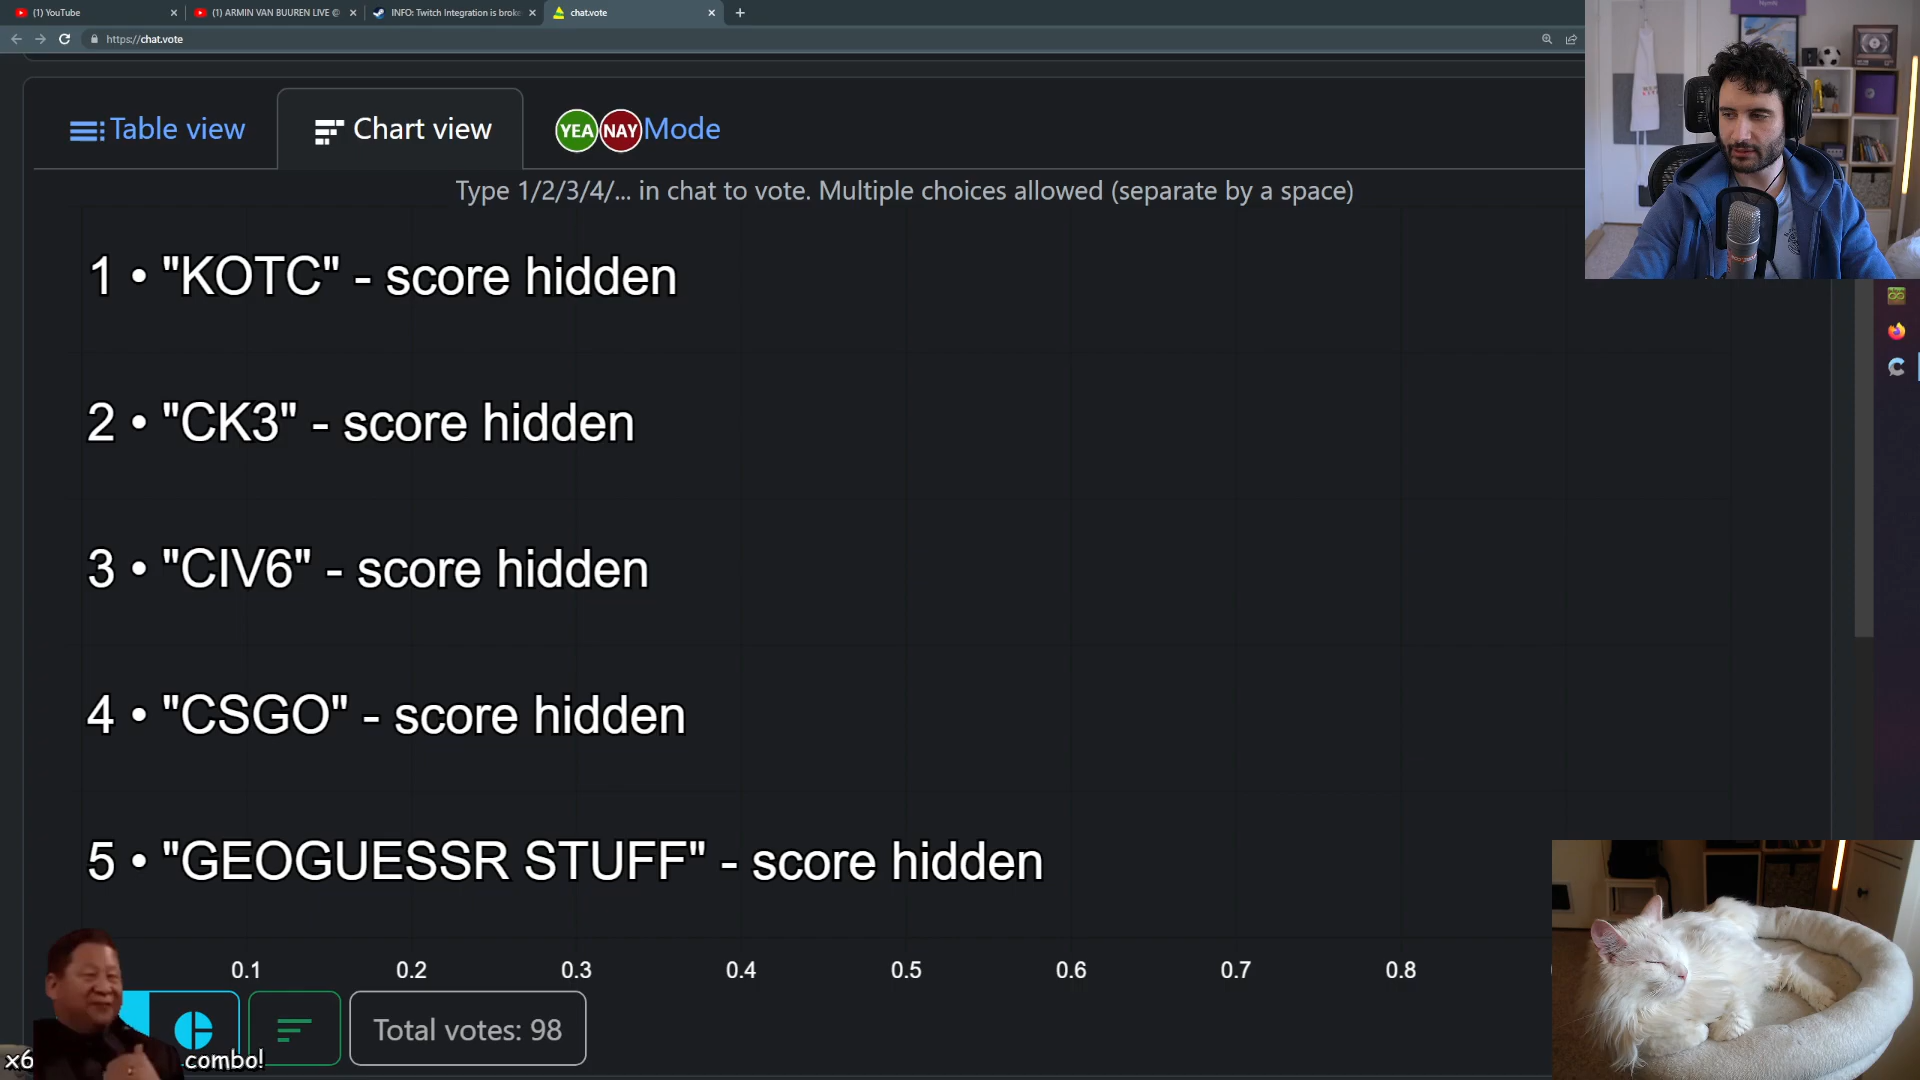 (1) YouTube
(1) ARMIN VAN BUUREN LIVE @
INFO: Twitch Integration is broke
chat.vote
https://chat.vote
Table view
Chart view
YEA NAY Mode
Type 1/2/3/4/... in chat to vote. Multiple choices allowed (separate by a space)
1 • "KOTC" - score hidden
2 • "CK3" - score hidden
3 • "CIV6" - score hidden
4 • "CSGO" - score hidden
5 • "GEOGUESSR STUFF" - score hidden
0.1 0.2 0.3 0.4 0.5 0.6 0.7 0.8
Total votes: 98
x6 combo!